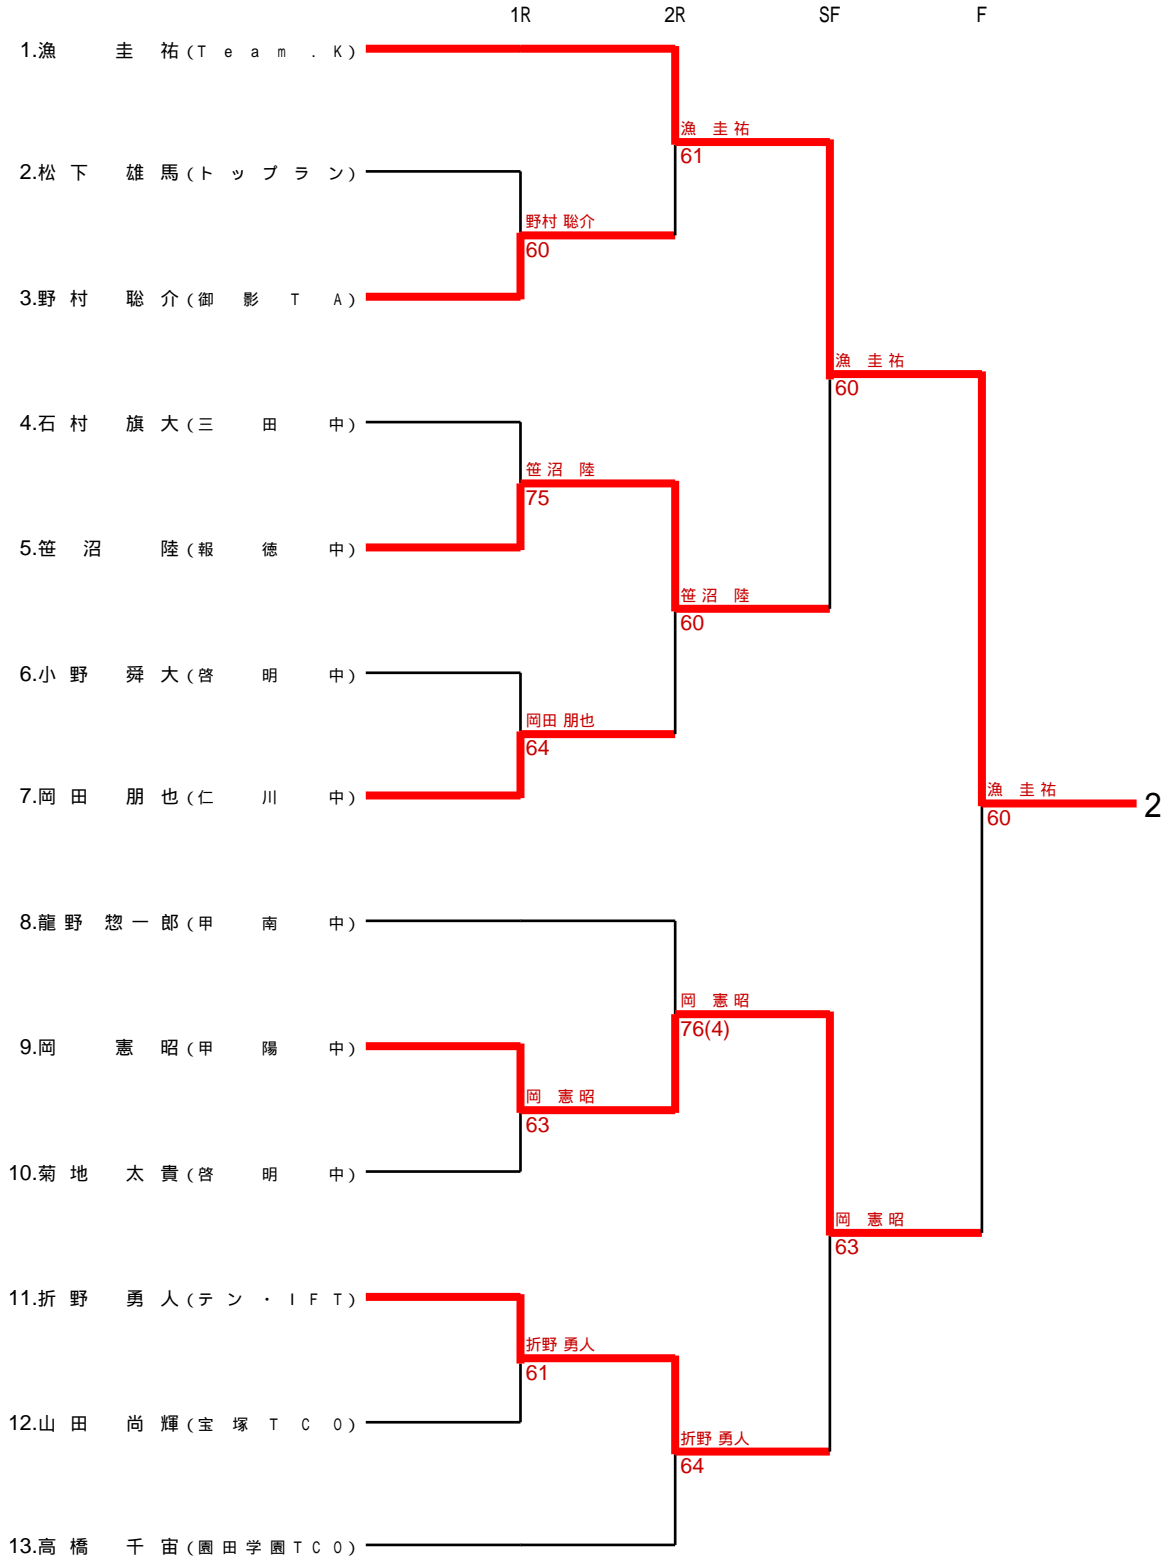 1R 2R SF F
1.漁 圭 祐(Team.K)
漁 圭祐
61
2.松下 雄馬(トップラン)
野村 聡介
60
3.野村 聡介(御影TA)
漁 圭祐
60
4.石村 旗大(三田中)
笹沼 陸
75
5.笹沼 陸(報徳中)
笹沼 陸
60
6.小野 舜大(啓明中)
岡田 朋也
64
7.岡田 朋也(仁川中)
漁 圭祐
60
2
8.龍野 惣一郎(甲南中)
岡 憲昭
76(4)
9.岡 憲昭(甲陽中)
岡 憲昭
63
10.菊地 太貴(啓明中)
岡 憲昭
63
11.折野 勇人(テン・IFT)
折野 勇人
61
12.山田 尚輝(宝塚TCO)
折野 勇人
64
13.高橋 千宙(園田学園TCO)